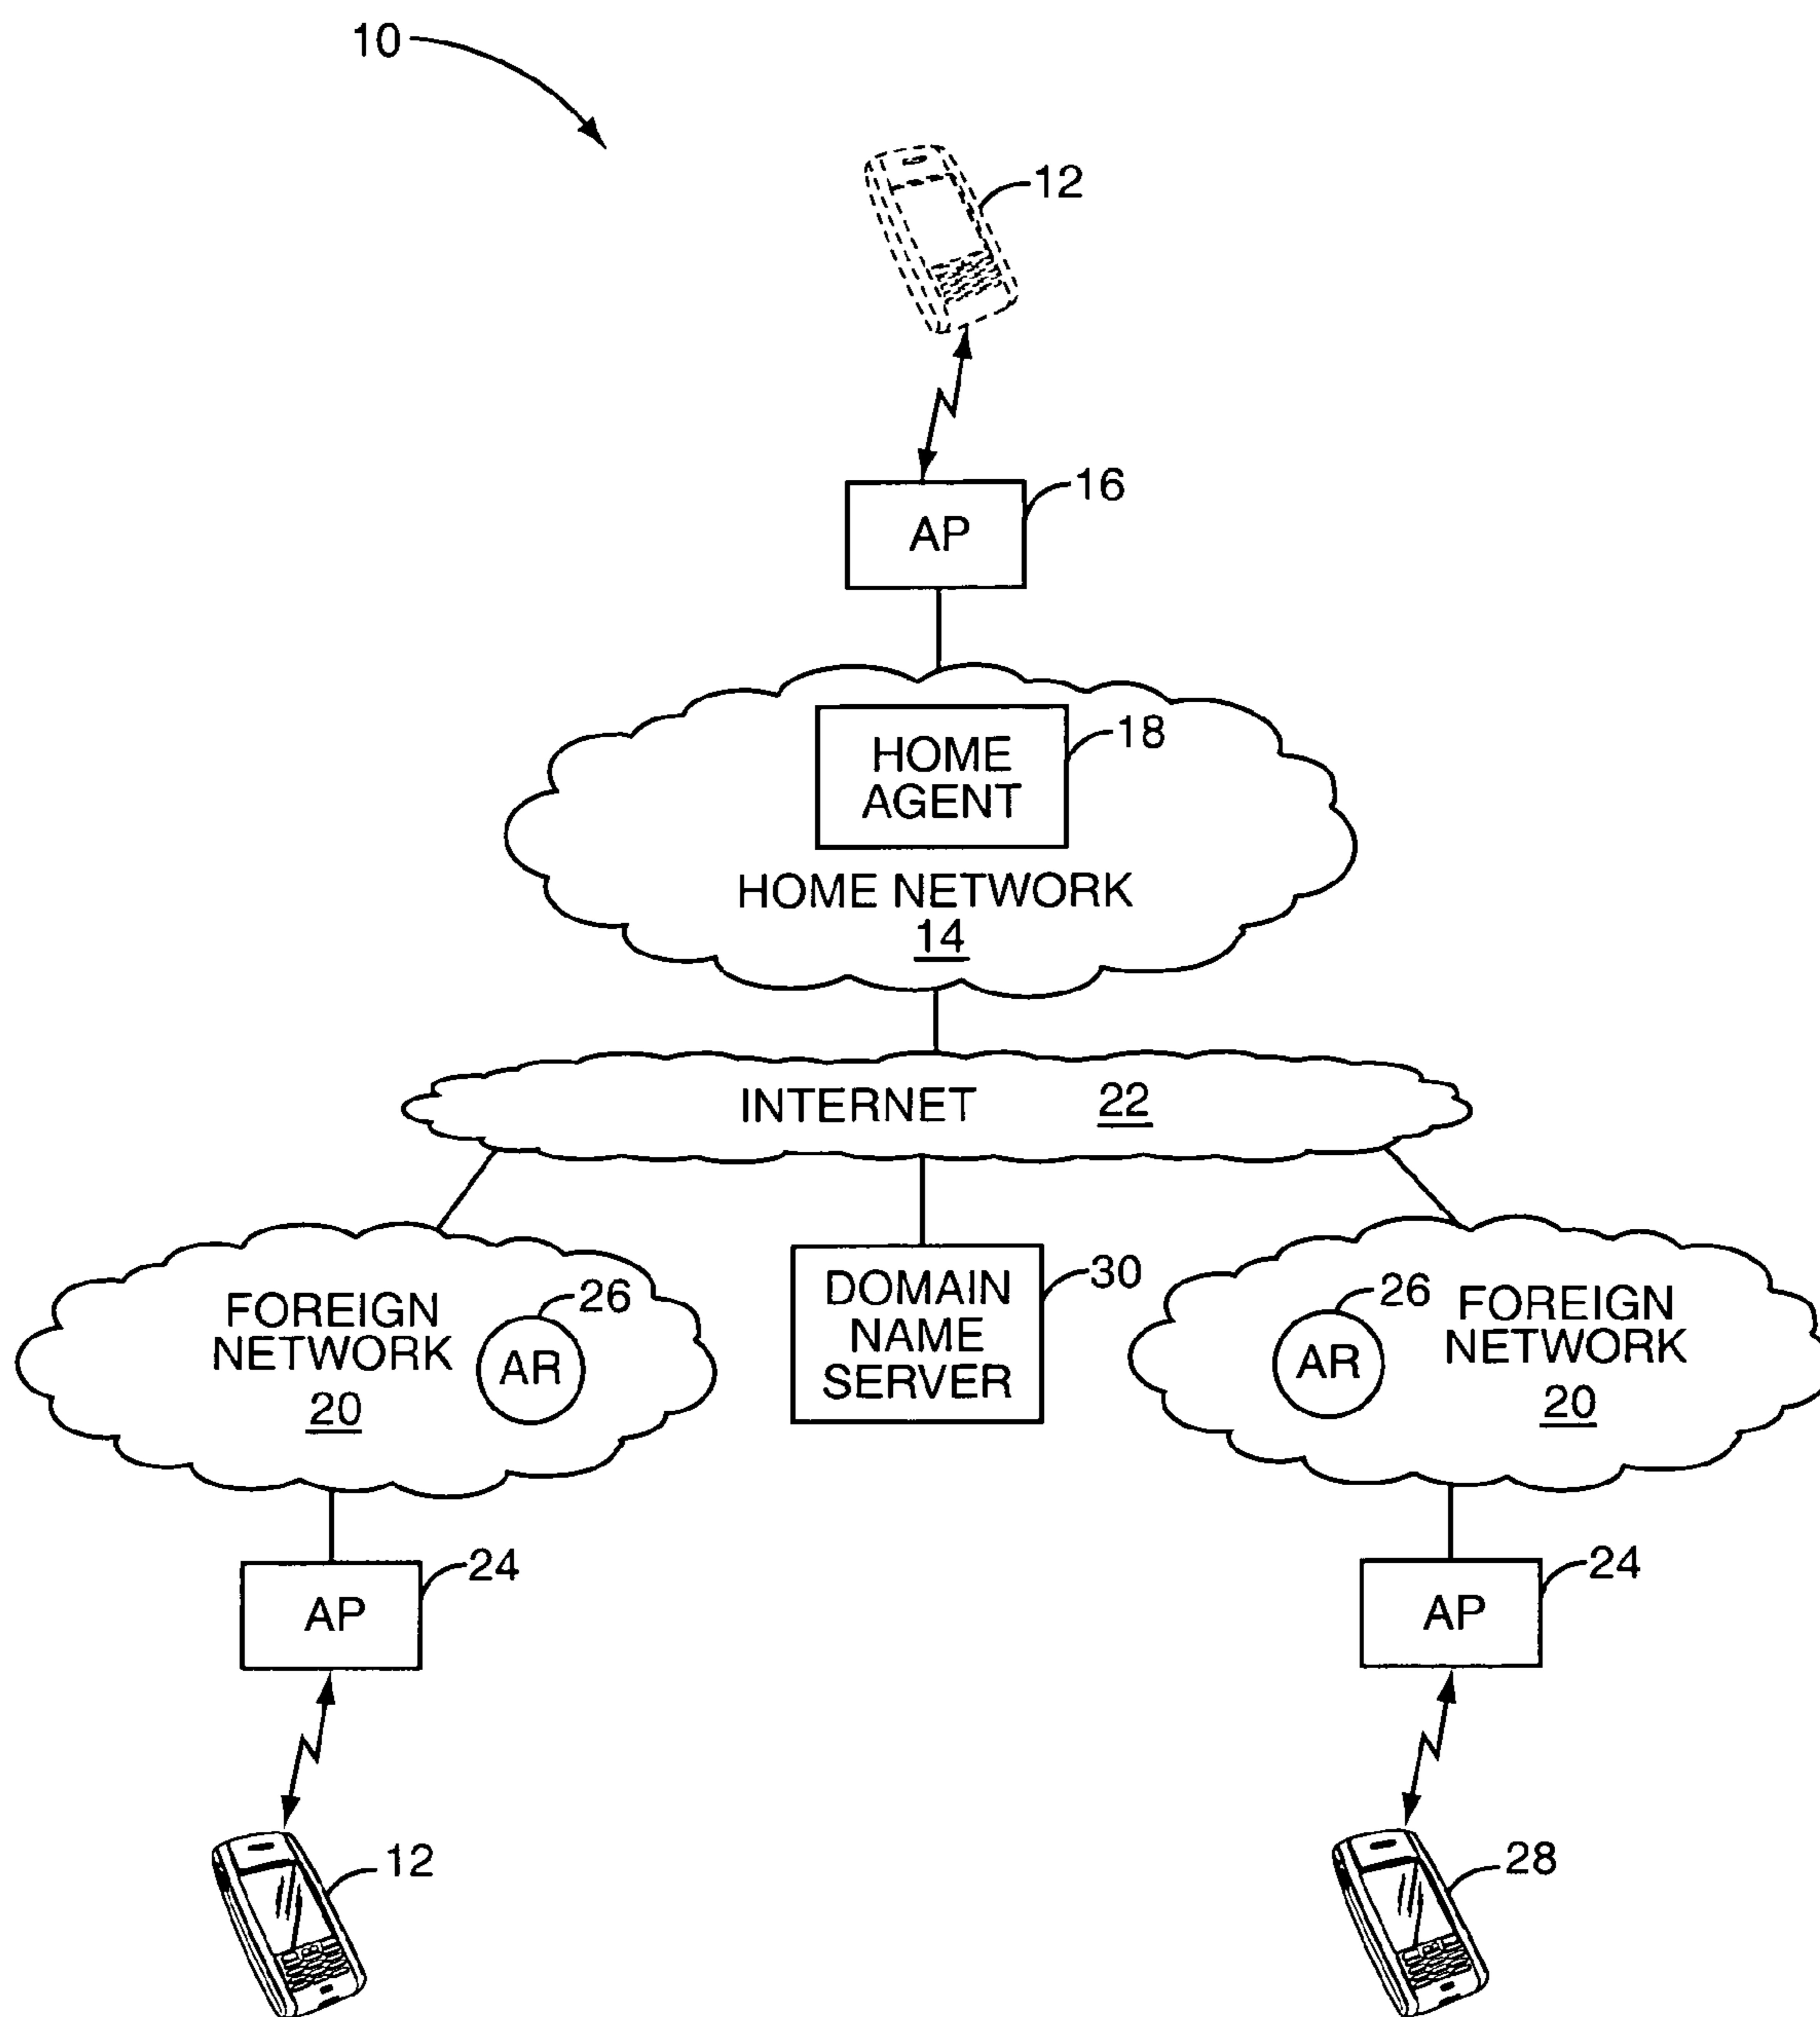 10
12
16
AP
18
HOME
AGENT
HOME NETWORK
14
INTERNET 22
FOREIGN
NETWORK
20
26
AR
30
DOMAIN
NAME
SERVER
26
AR
FOREIGN
NETWORK
20
24
AP
24
AP
12
28